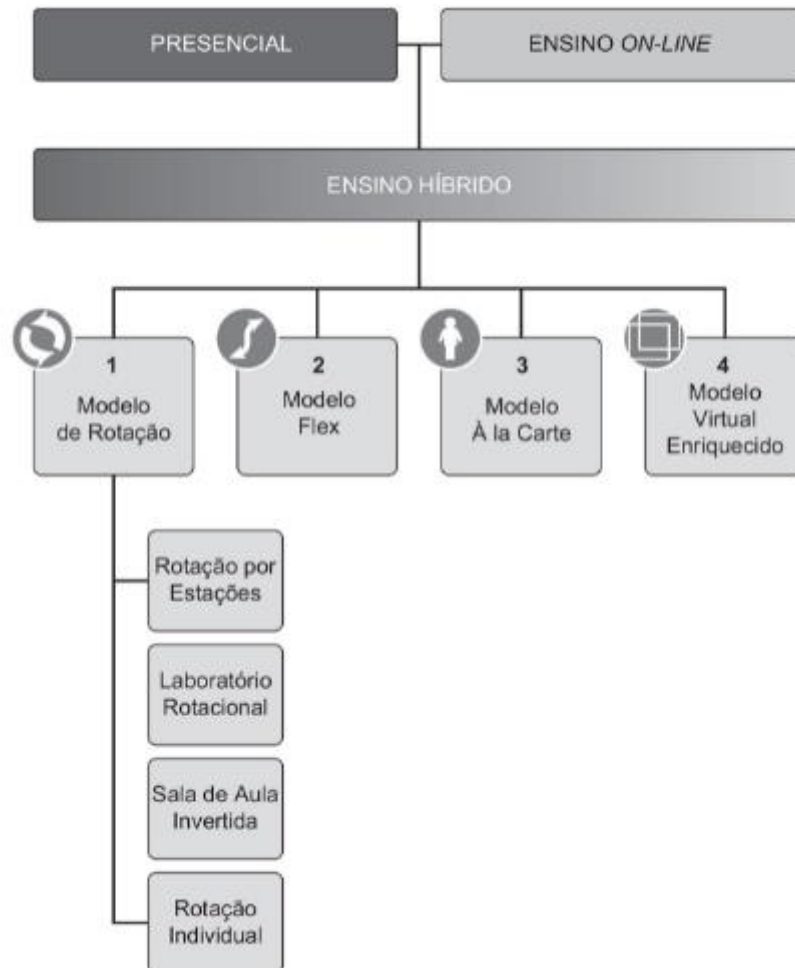 PRESENCIAL
ENSINO ON-LINE
ENSINO HÍBRIDO
1
Modelo
de Rotação
2
Modelo
Flex
3
Modelo
À la Carte
4
Modelo
Virtual
Enriquecido
Rotação por
Estações
Laboratório
Rotacional
Sala de Aula
Invertida
Rotação
Individual